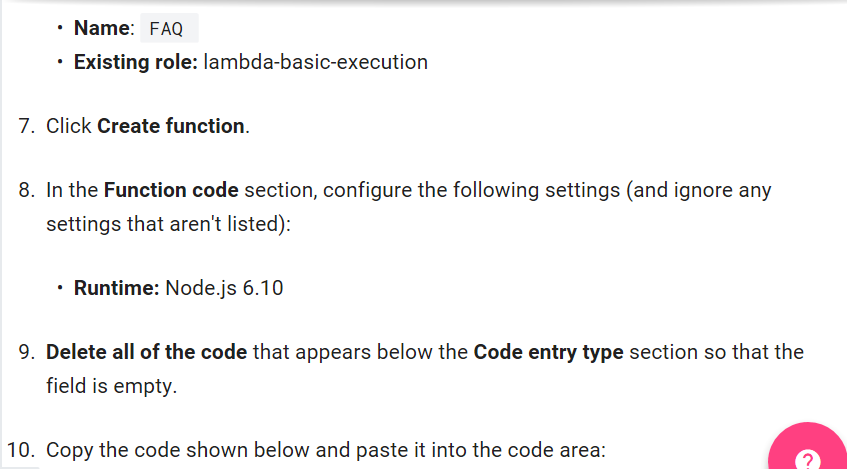 • Name: FAQ
• Existing role: lambda-basic-execution
7. Click Create function.
8. In the Function code section, configure the following settings (and ignore any
settings that aren't listed):
• Runtime: Node.js 6.10
9. Delete all of the code that appears below the Code entry type section so that the
field is empty.
10. Copy the code shown below and paste it into the code area:
?